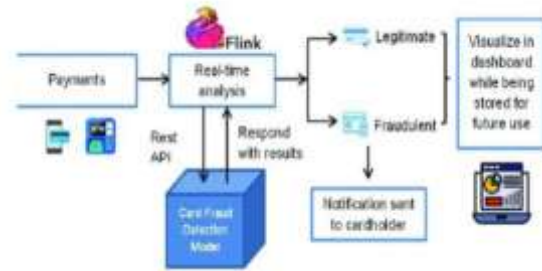 Flink
Payments
Real-time
analysis
Legitimate
Fraudulent
Visualize in
dashboard
while being
stored for
future use
Rest
API
Respond
with results
Card Fraud
Detection
Model
Notification sent
to cardholder